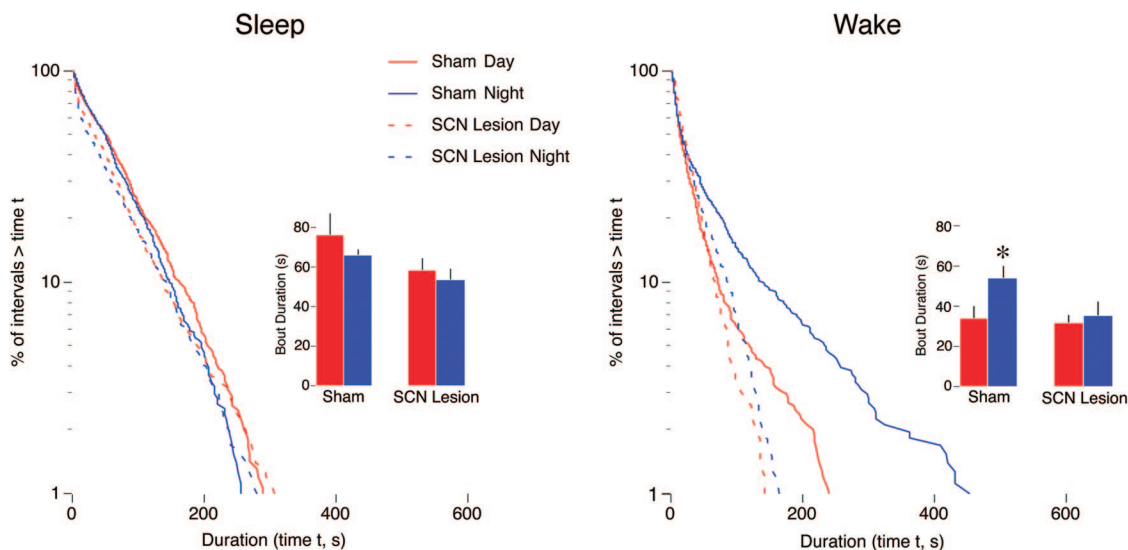 Sleep
Sham Day
Sham Night
SCN Lesion Day
SCN Lesion Night
% of intervals > time t
100
10
1
0
200
400
600
Duration (time t, s)
Bout Duration (s)
80
60
40
20
0
Sham
SCN Lesion
Wake
% of intervals > time t
100
10
1
0
200
400
600
Duration (time t, s)
Bout Duration (s)
80
60
40
20
0
*
Sham
SCN Lesion